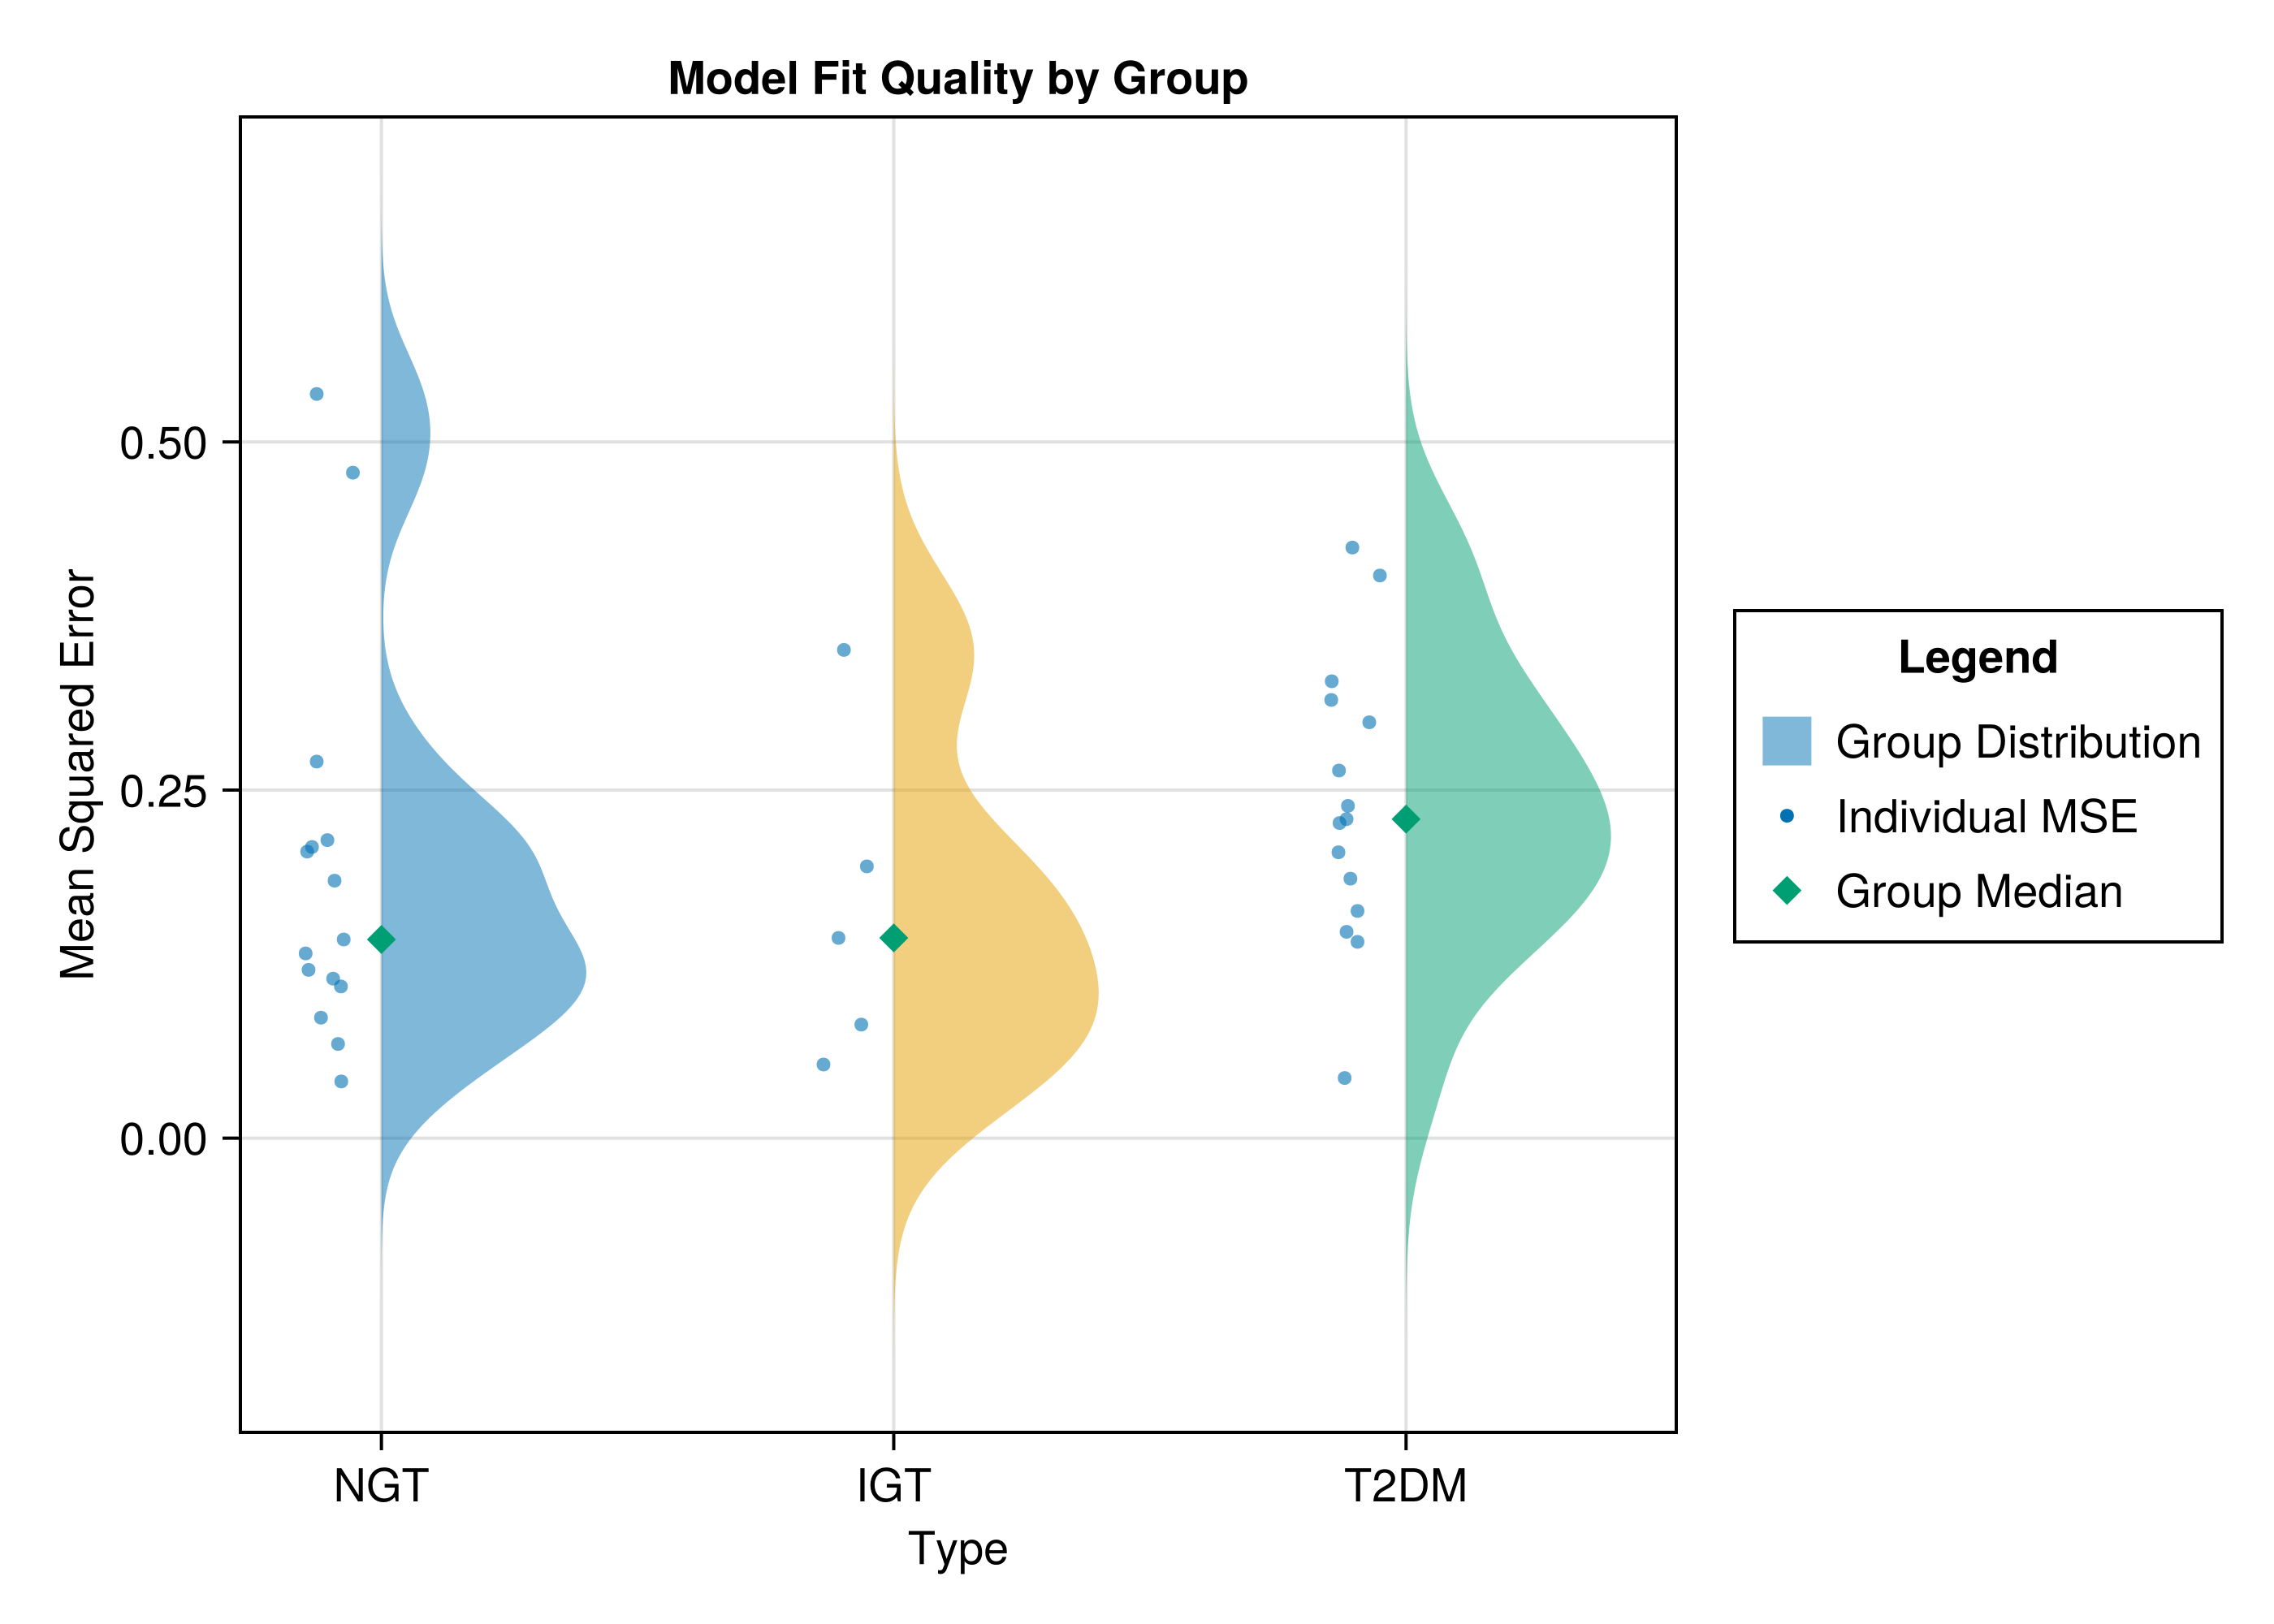 Model Fit Quality by Group
Mean Squared Error
0.50
0.25
0.00
NGT
IGT
T2DM
Type
Legend
Group Distribution
Individual MSE
Group Median